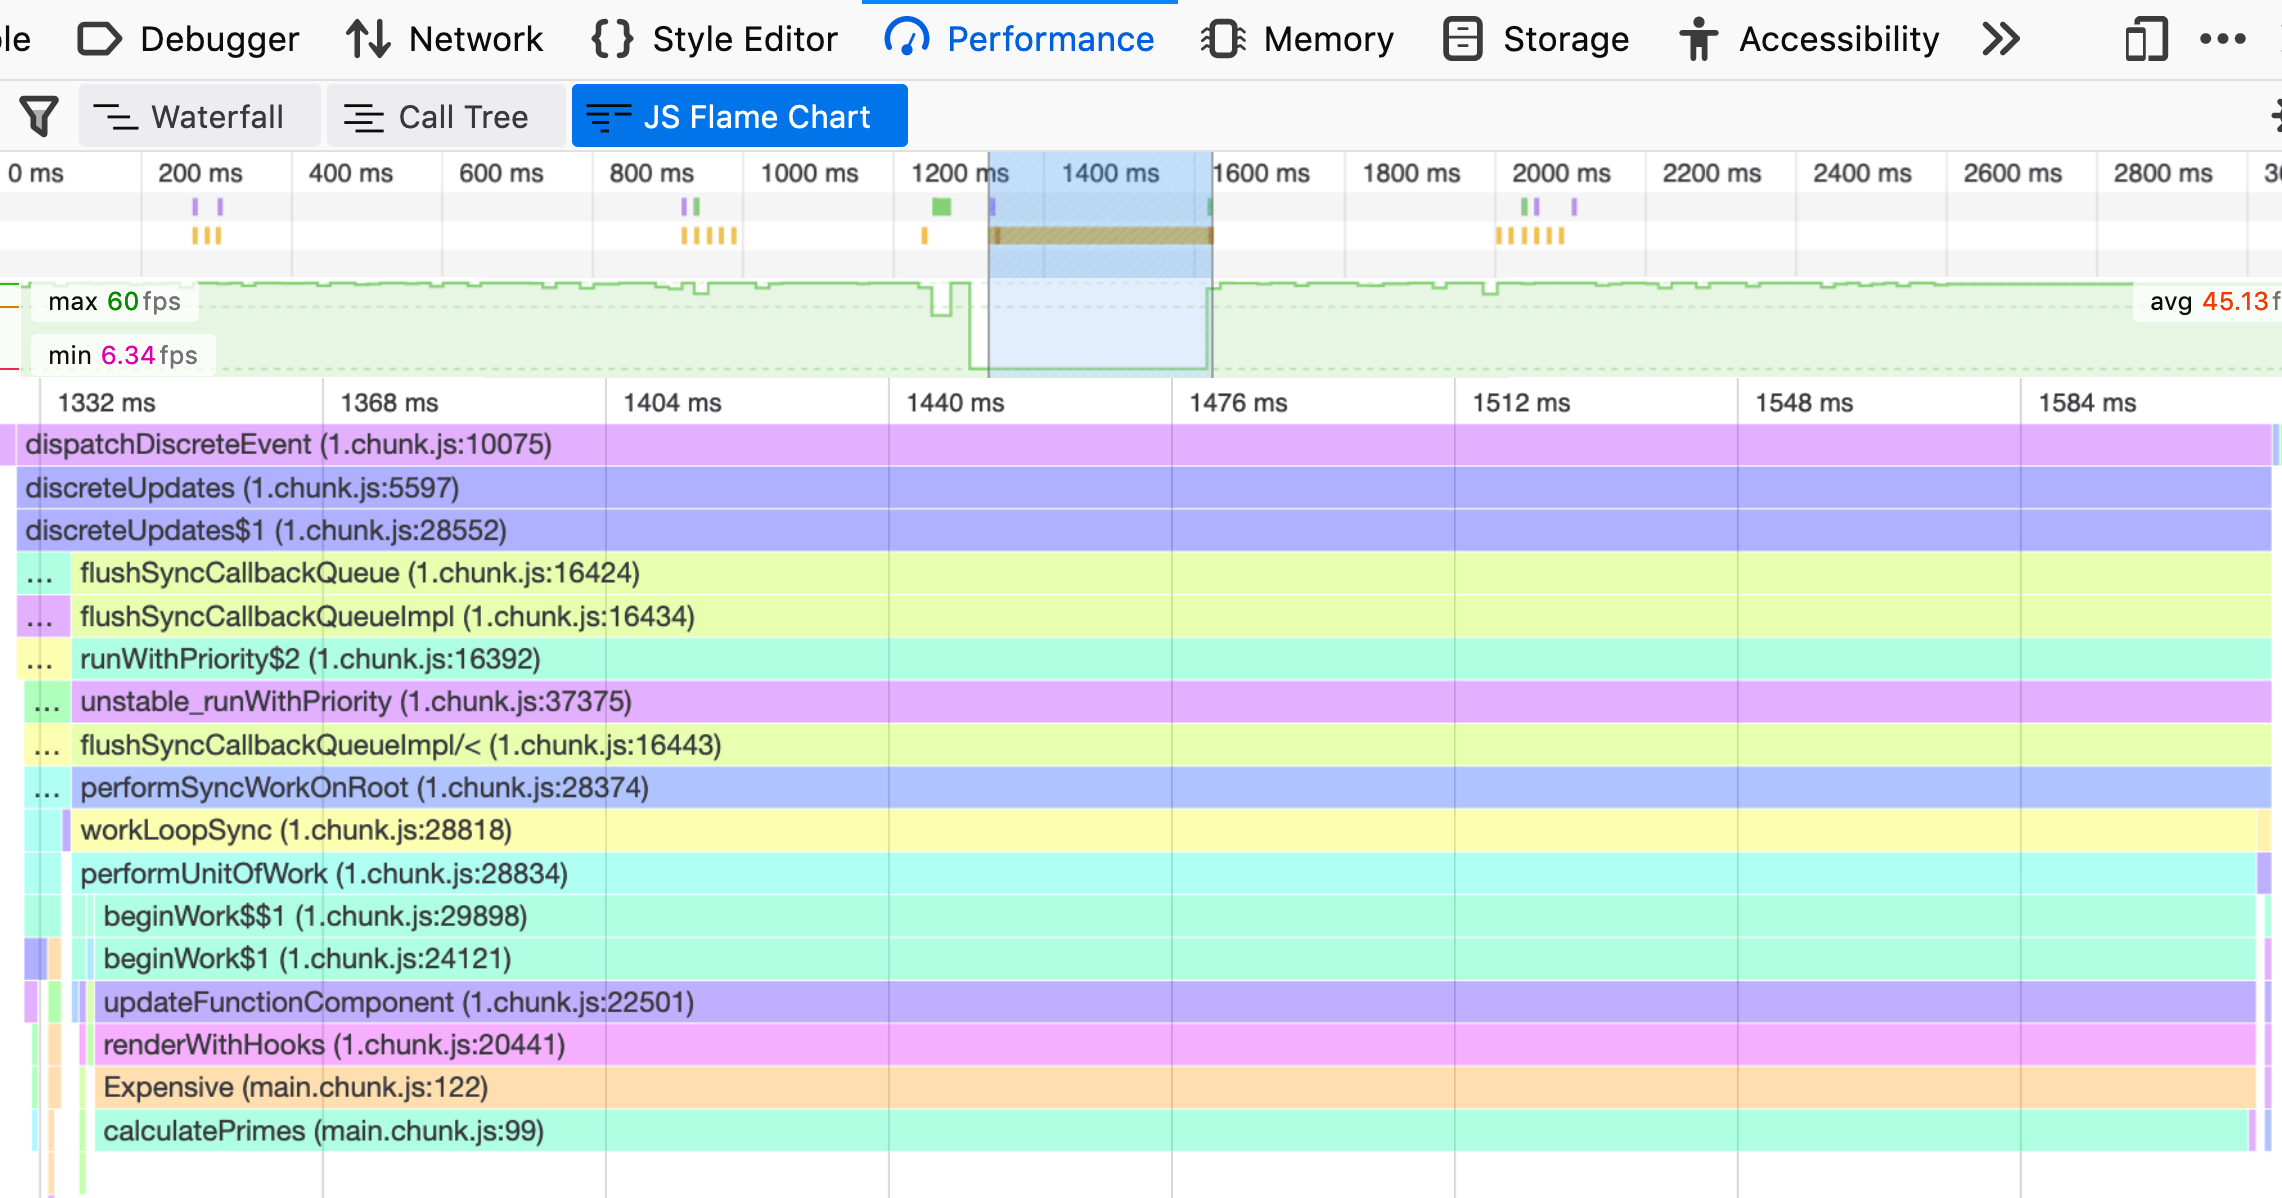 le Debugger Network Style Editor Performance Memory Storage Accessibility
Waterfall Call Tree JS Flame Chart
0 ms 200 ms 400 ms 600 ms 800 ms 1000 ms 1200 ms 1400 ms 1600 ms 1800 ms 2000 ms 2200 ms 2400 ms 2600 ms 2800 ms
max 60fps
avg 45.13f
min 6.34fps
1332 ms 1368 ms 1404 ms 1440 ms 1476 ms 1512 ms 1548 ms 1584 ms
dispatchDiscreteEvent (1.chunk.js:10075)
discreteUpdates (1.chunk.js:5597)
discreteUpdates$1 (1.chunk.js:28552)
... flushSyncCallbackQueue (1.chunk.js:16424)
... flushSyncCallbackQueueImpl (1.chunk.js:16434)
... runWithPriority$2 (1.chunk.js:16392)
... unstable_runWithPriority (1.chunk.js:37375)
... flushSyncCallbackQueueImpl/< (1.chunk.js:16443)
... performSyncWorkOnRoot (1.chunk.js:28374)
workLoopSync (1.chunk.js:28818)
performUnitOfWork (1.chunk.js:28834)
beginWork$$1 (1.chunk.js:29898)
beginWork$1 (1.chunk.js:24121)
updateFunctionComponent (1.chunk.js:22501)
renderWithHooks (1.chunk.js:20441)
Expensive (main.chunk.js:122)
calculatePrimes (main.chunk.js:99)